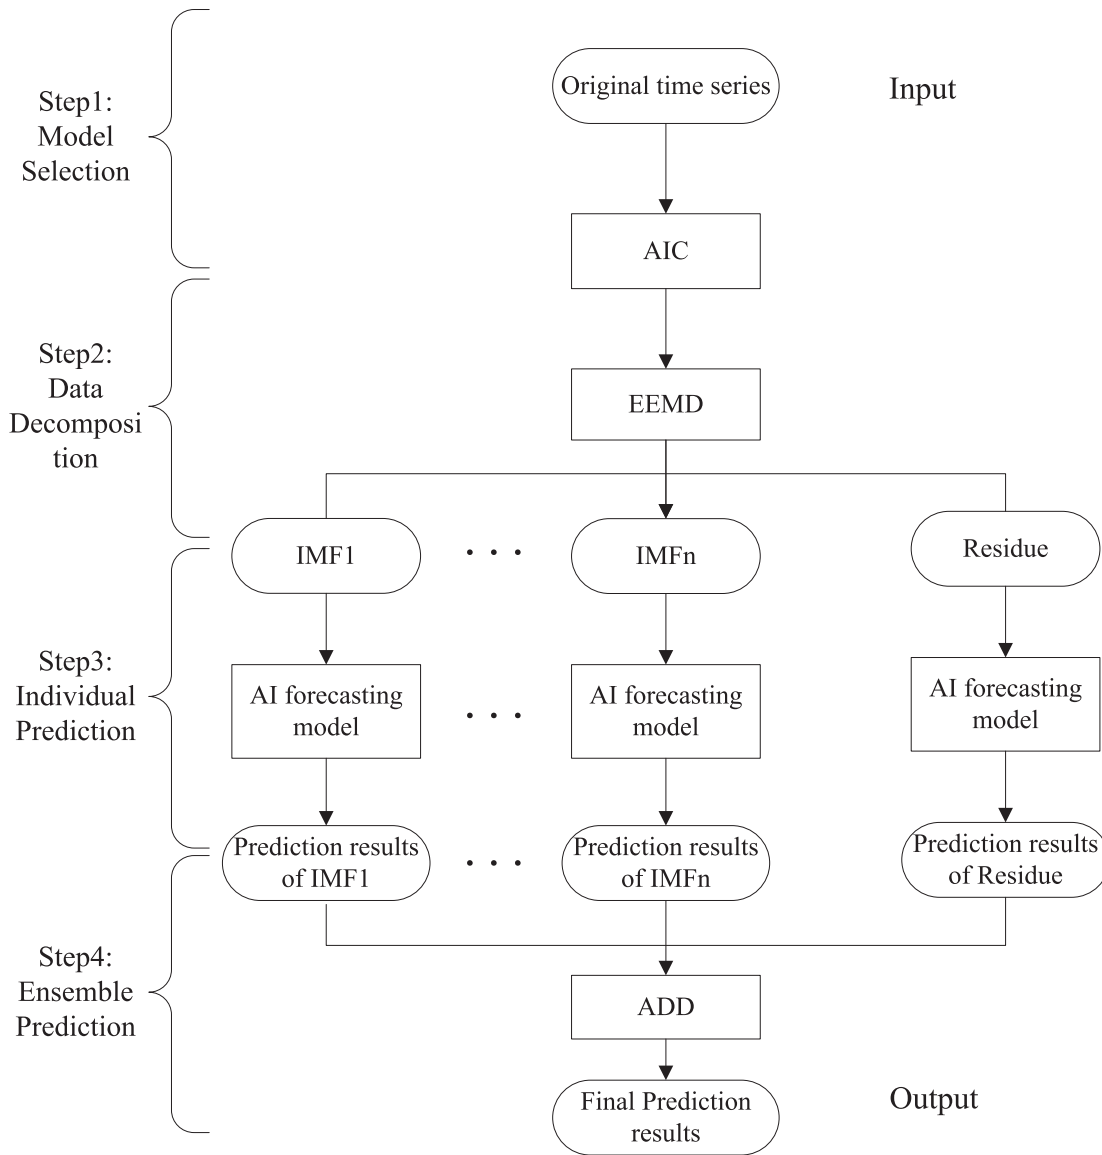 Step1:
Model
Selection
Original time series
Input
AIC
Step2:
Data
Decomposi
tion
EEMD
IMF1
. . .
IMFn
Residue
Step3:
Individual
Prediction
AI forecasting
model
. . .
AI forecasting
model
AI forecasting
model
Prediction results
of IMF1
. . .
Prediction results
of IMFn
Prediction results
of Residue
Step4:
Ensemble
Prediction
ADD
Final Prediction
results
Output